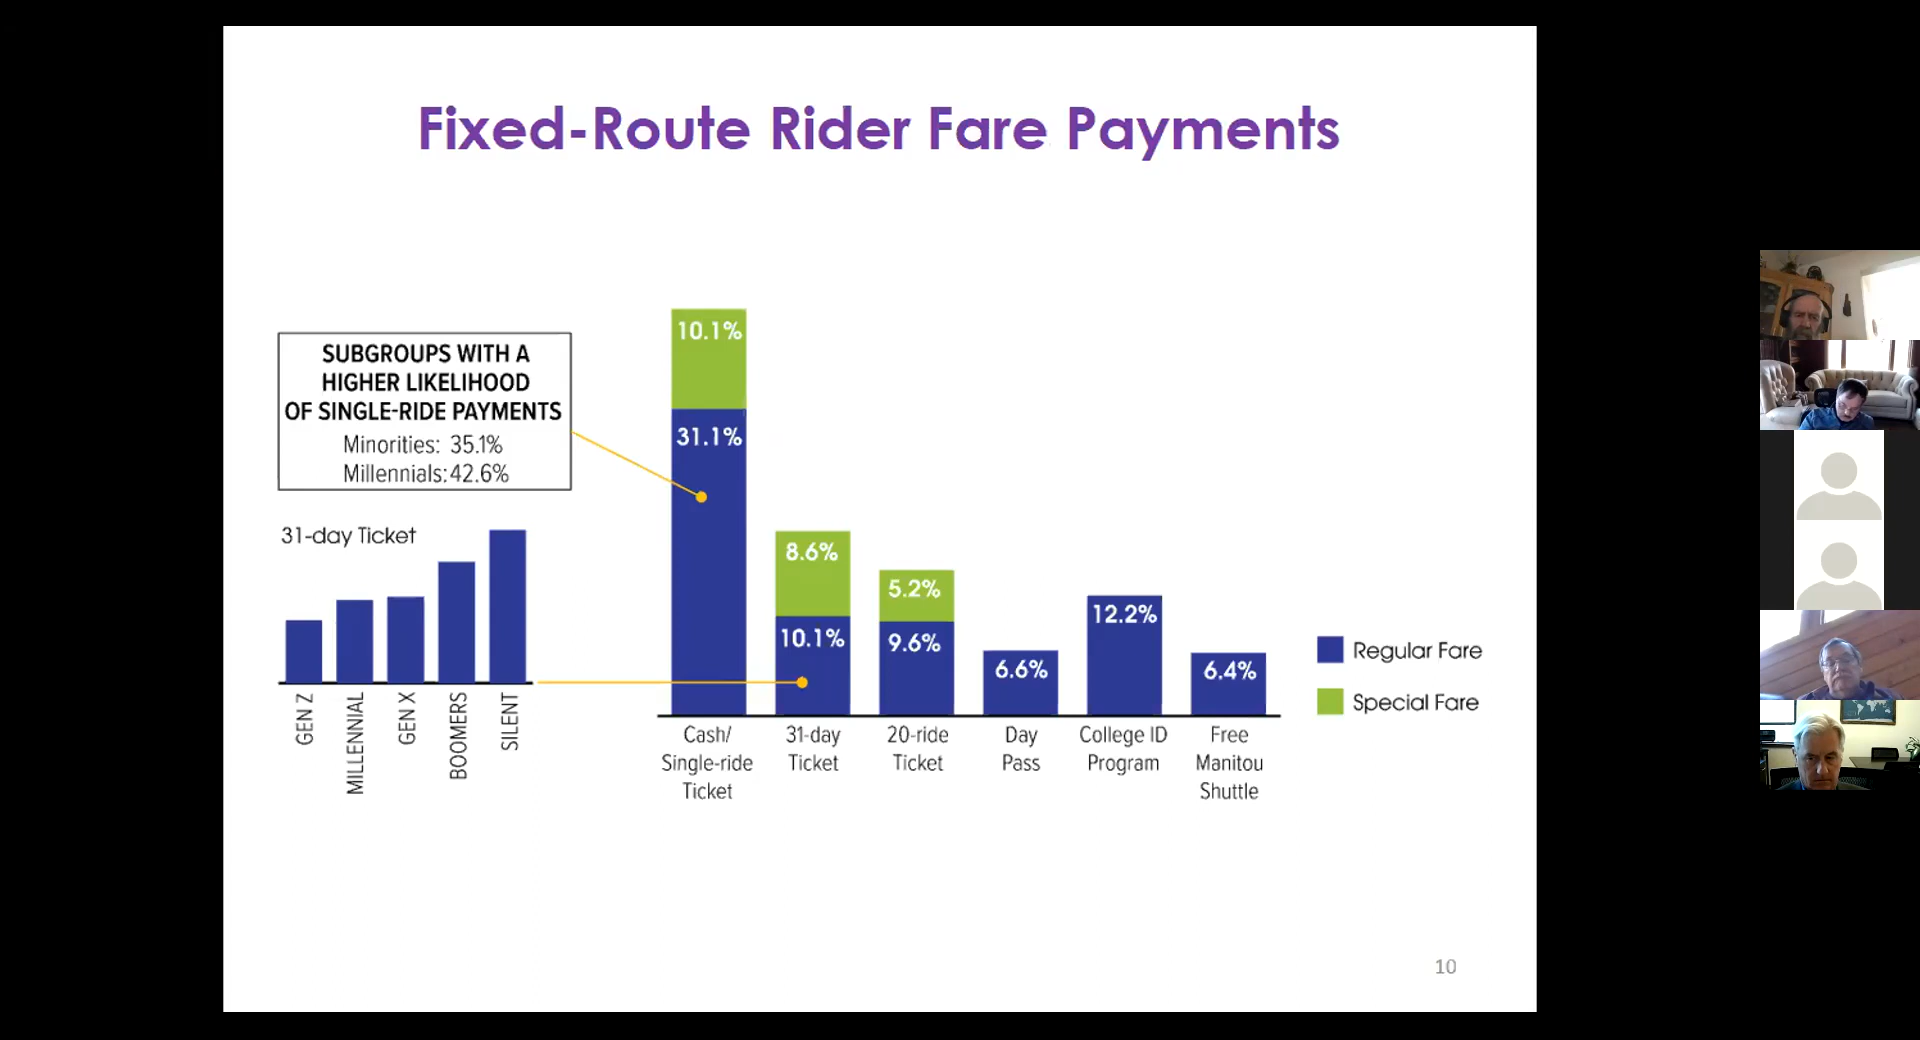 Fixed-Route Rider Fare Payments
SUBGROUPS WITH A
HIGHER LIKELIHOOD
OF SINGLE-RIDE PAYMENTS
Minorities: 35.1%
Millennials: 42.6%
31-day Ticket
GEN Z
MILLENNIAL
GEN X
BOOMERS
SILENT
10.1%
31.1%
8.6%
10.1%
5.2%
9.6%
6.6%
12.2%
6.4%
Cash/
Single-ride
Ticket
31-day
Ticket
20-ride
Ticket
Day
Pass
College ID
Program
Free
Manitou
Shuttle
Regular Fare
Special Fare
10